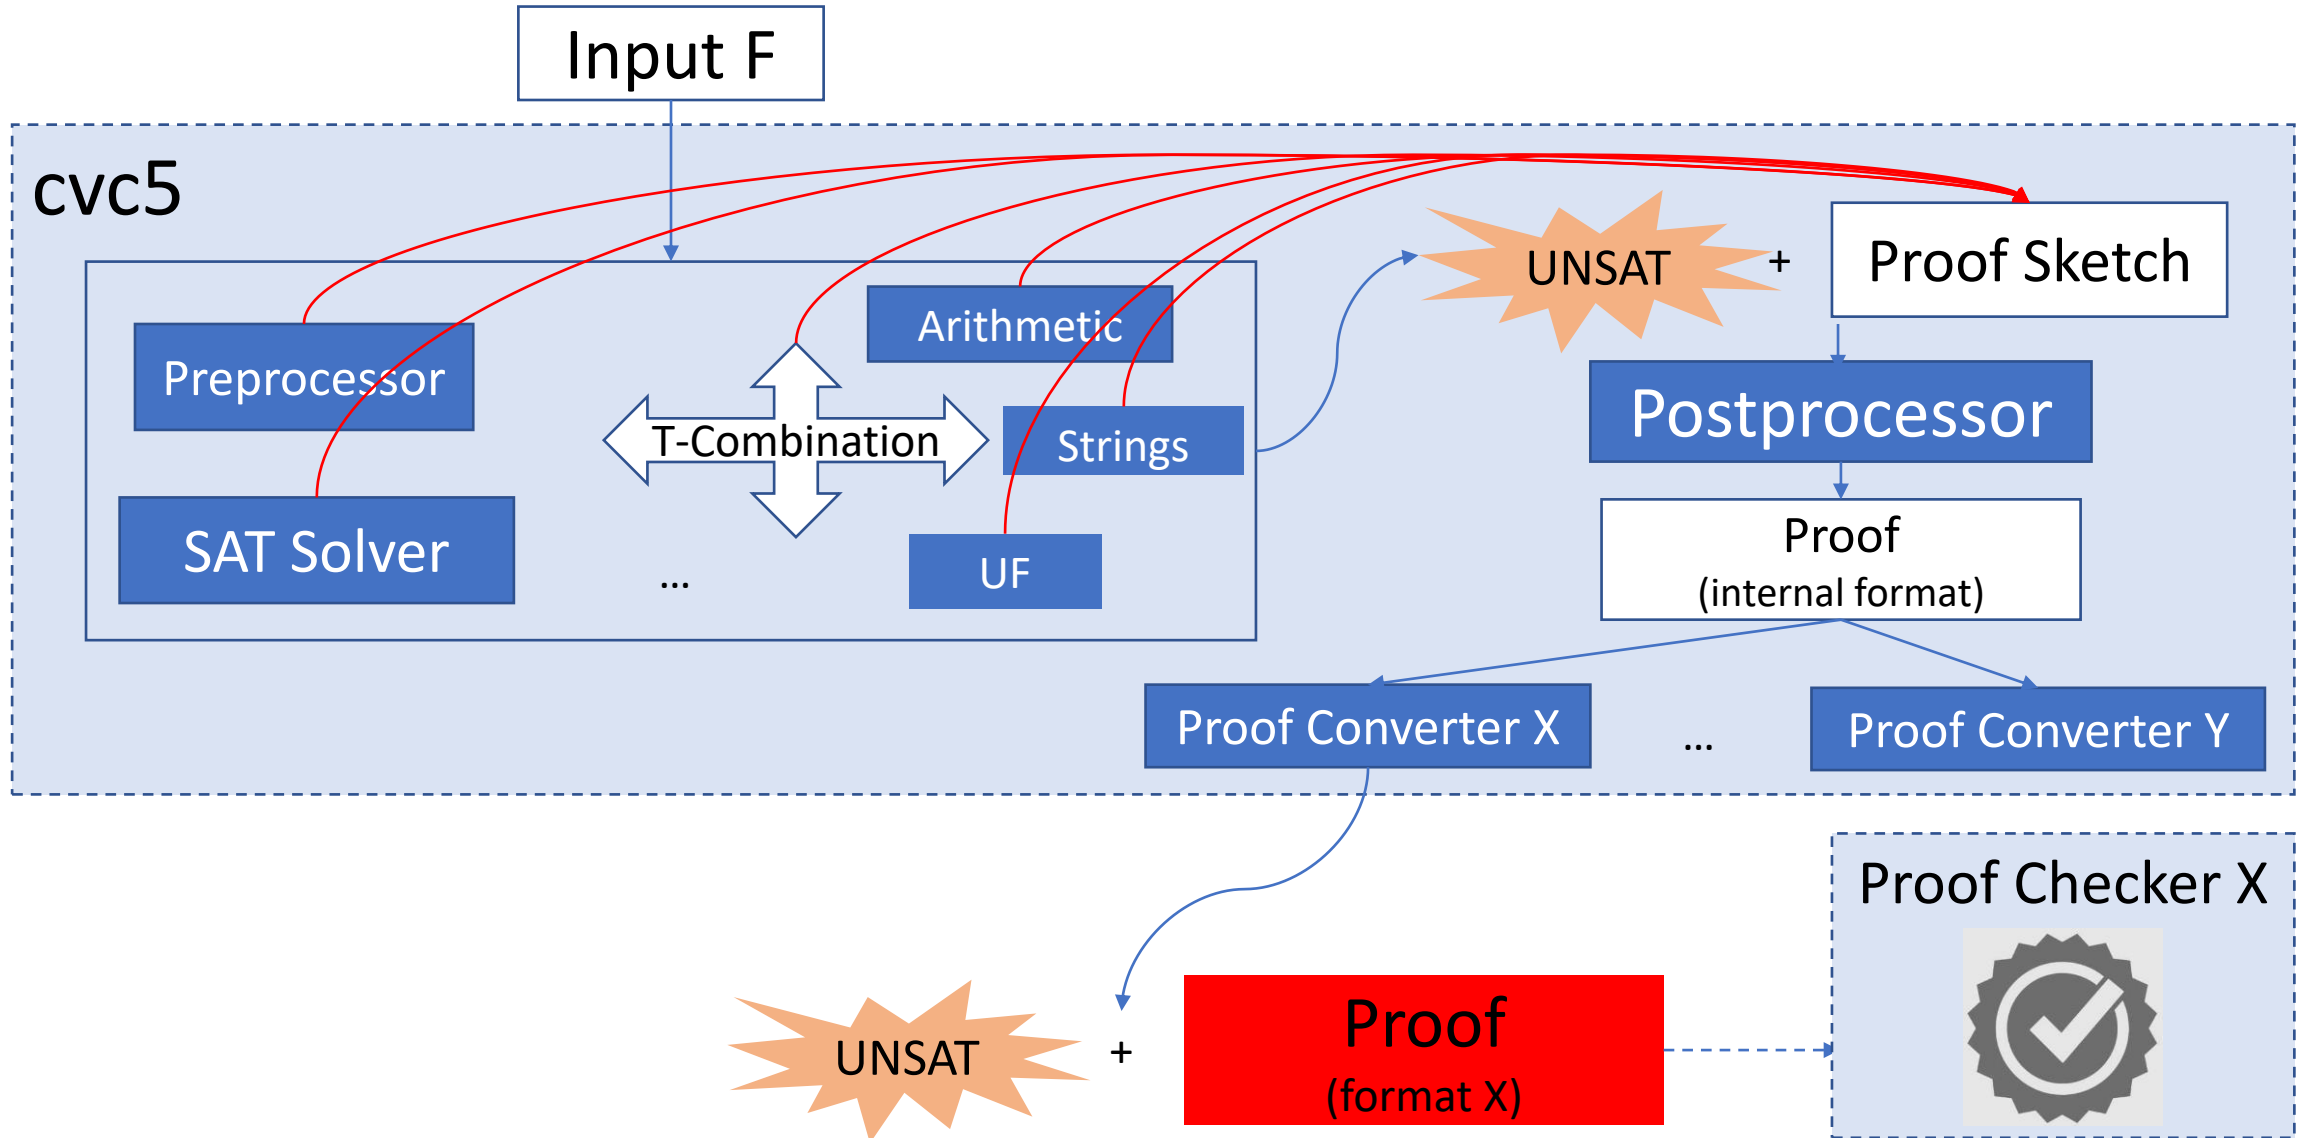 Input F
cvc5
UNSAT
+
Proof Sketch
Preprocessor
Arithmetic
T-Combination
Strings
SAT Solver
...
UF
Postprocessor
Proof
(internal format)
Proof Converter X
...
Proof Converter Y
Proof Checker X
UNSAT
+
Proof
(format X)